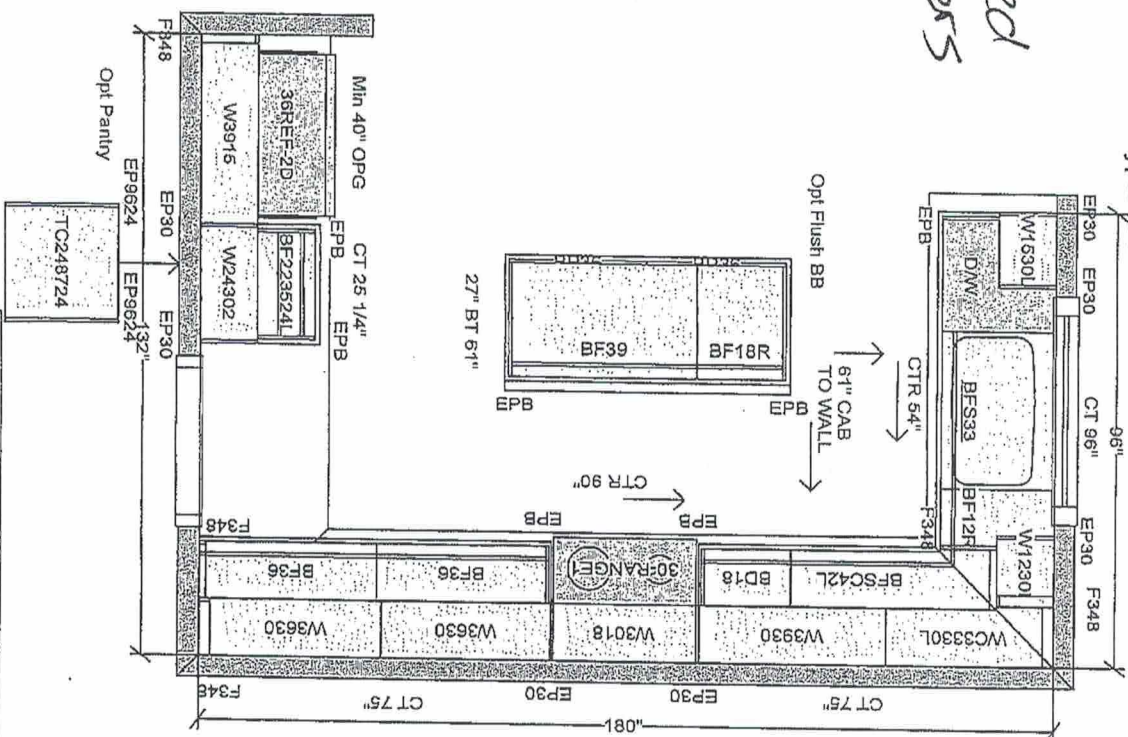 F348
Opt Pantry
EP9624
EP30
EP9624
EP30
132"
TC248724
W3915
36REF-2D
Min 40" OPG
EPB
CT 25 1/4"
EPB
W24302
BF223524L
Opt Flush BB
27" BT 61"
BF39
BF18R
EPB
EPB
EP30
EP30
W1530L
D/W
EPB
BFS33
CT 96"
96"
CTR 54"
61" CAB
TO WALL
BF12R
F348
W1230
EP30
F348
CTR 90"
EPB
EPB
F348
BF36
BF36
30-RANGE1
BD18
BFSC42L
W3630
W3630
W3018
W3930
WC3330L
F348
CT 75"
EP30
EP30
CT 75"
180"